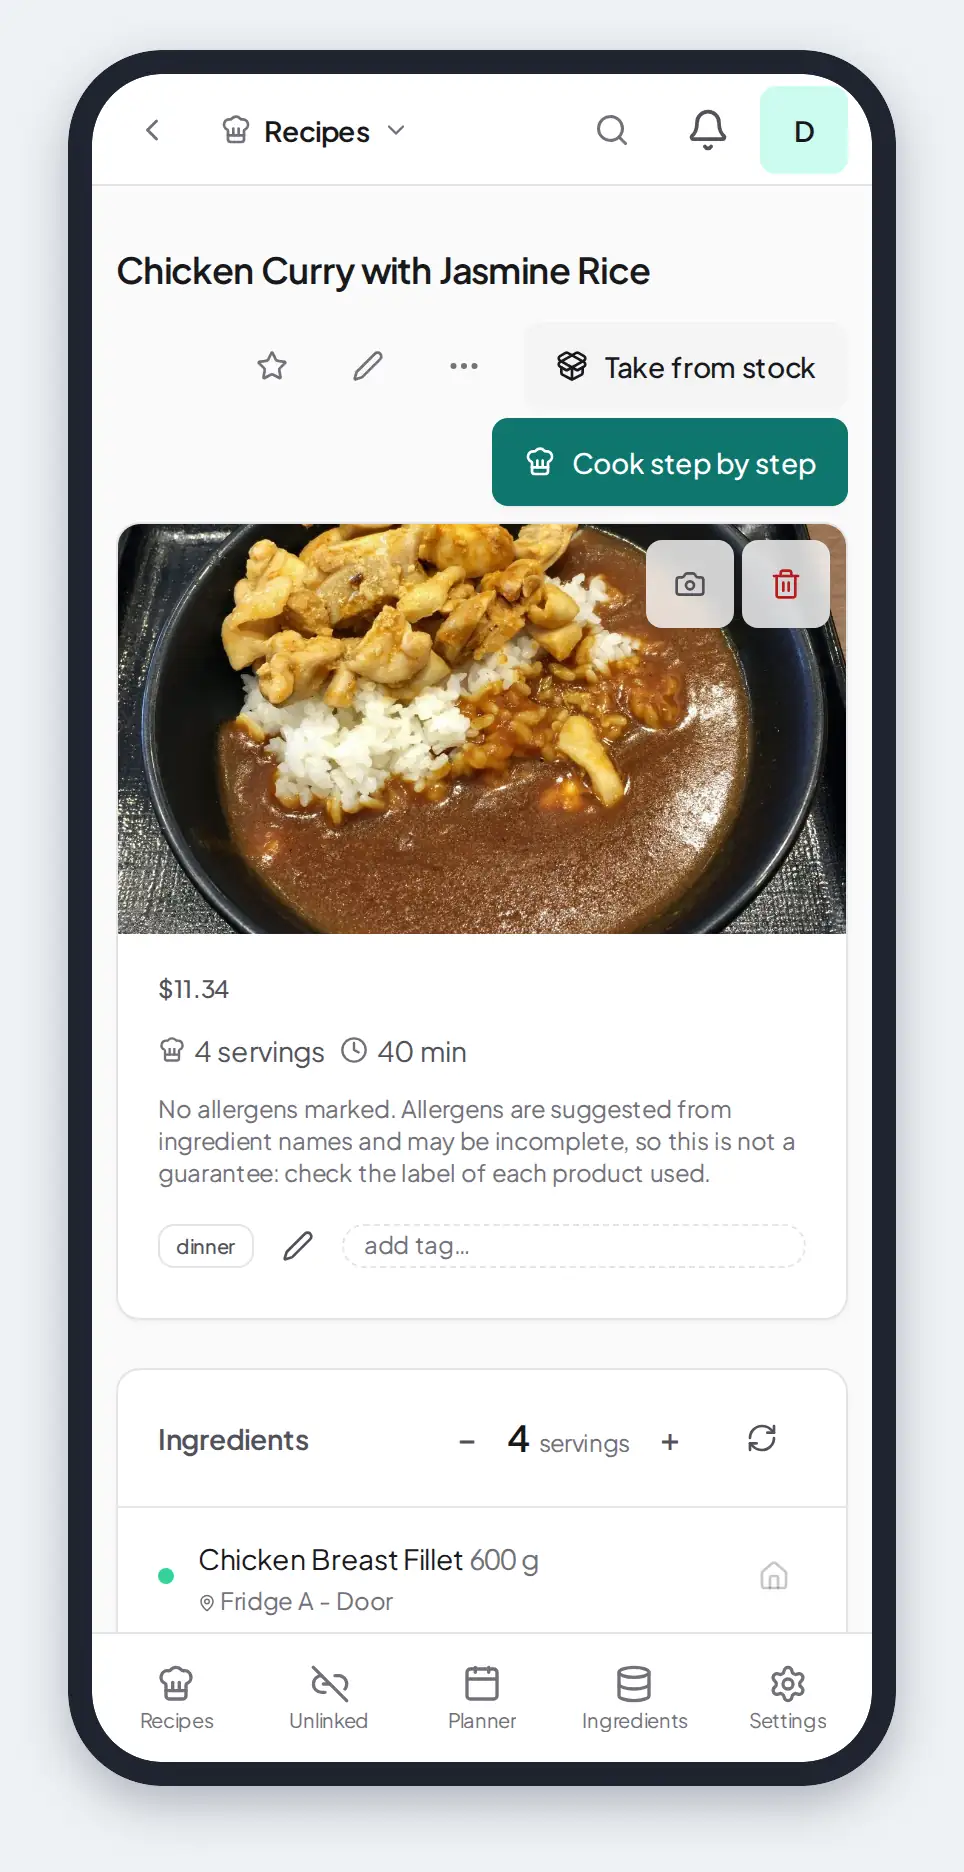 Recipes
D
Chicken Curry with Jasmine Rice
Take from stock
Cook step by step
$11.34
4 servings 40 min
No allergens marked. Allergens are suggested from
ingredient names and may be incomplete, so this is not a
guarantee: check the label of each product used.
dinner add tag...
Ingredients - 4 servings +
Chicken Breast Fillet 600 g
Fridge A - Door
Recipes Unlinked Planner Ingredients Settings